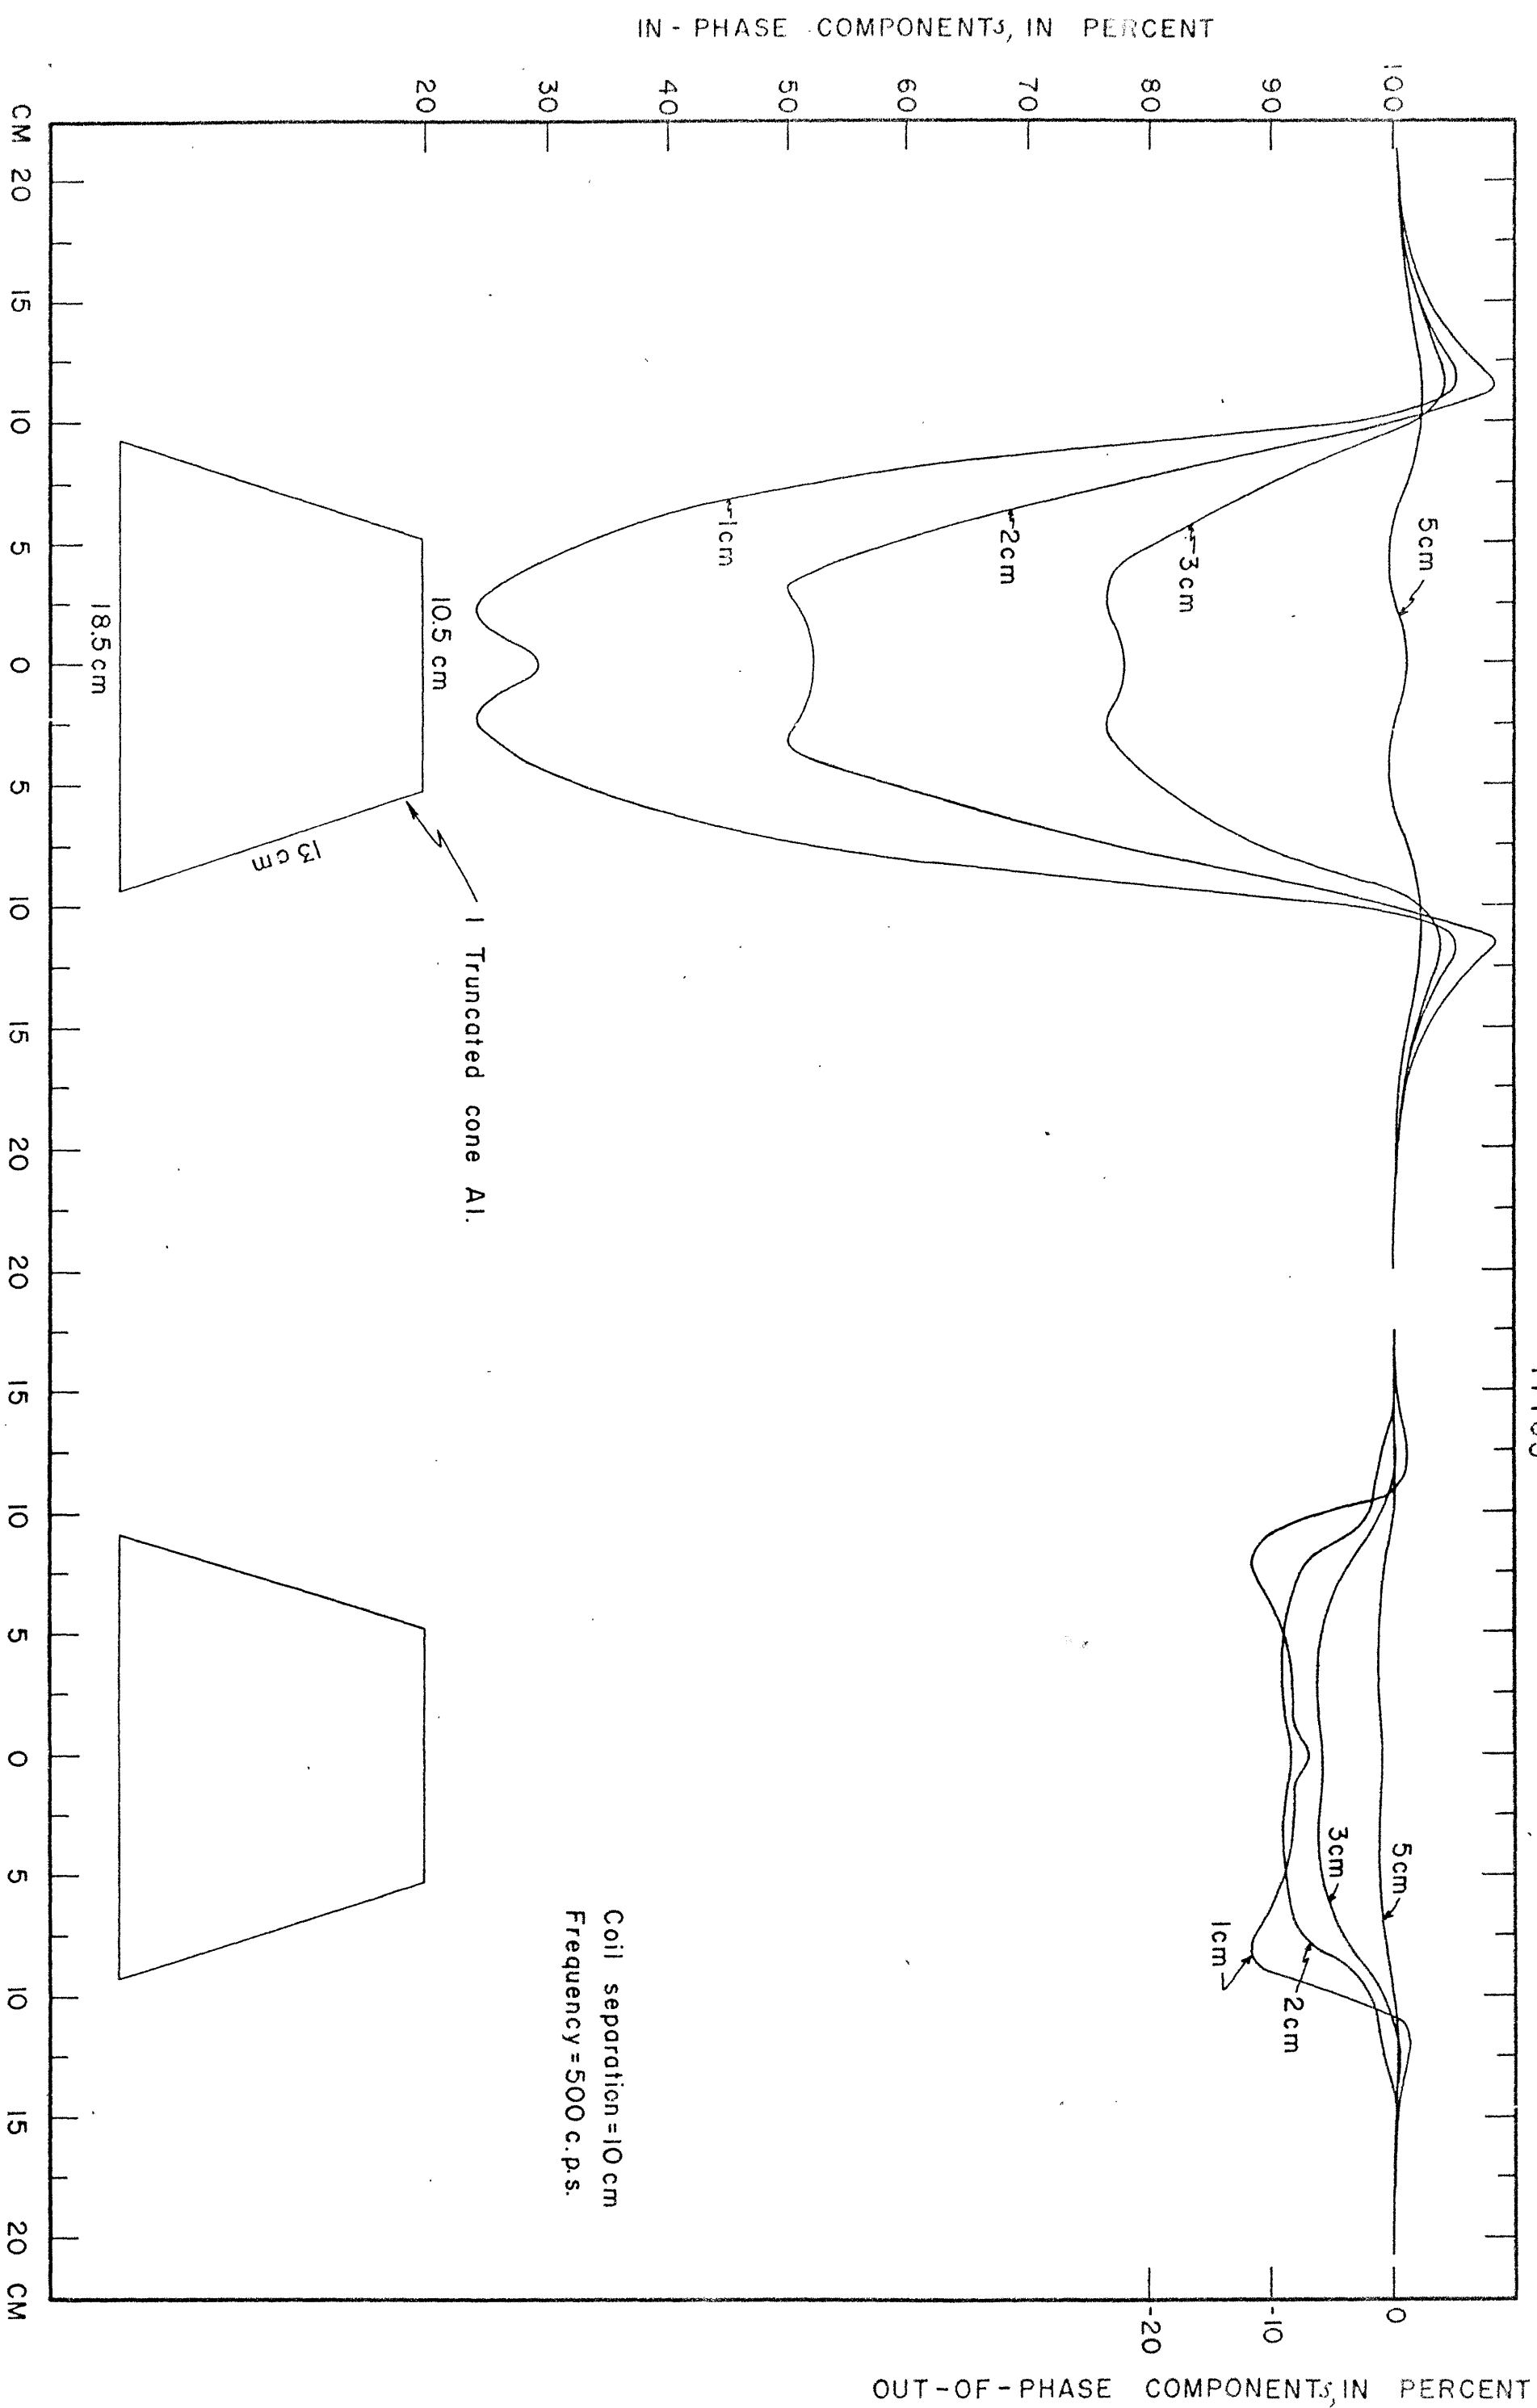 IN-PHASE COMPONENTS, IN PERCENT
100
90
80
70
60
50
40
30
20
5cm
3cm
2cm
1cm
10.5 cm
18.5 cm
13 cm
1 Truncated cone Al.
5cm
3cm
2cm
1cm
Coil separation = 10 cm
Frequency = 500 c.p.s.
0
-10
-20
OUT-OF-PHASE COMPONENTS, IN PERCENT
CM 20 15 10 5 0 5 10 15 20 20 15 10 5 0 5 10 15 20 CM